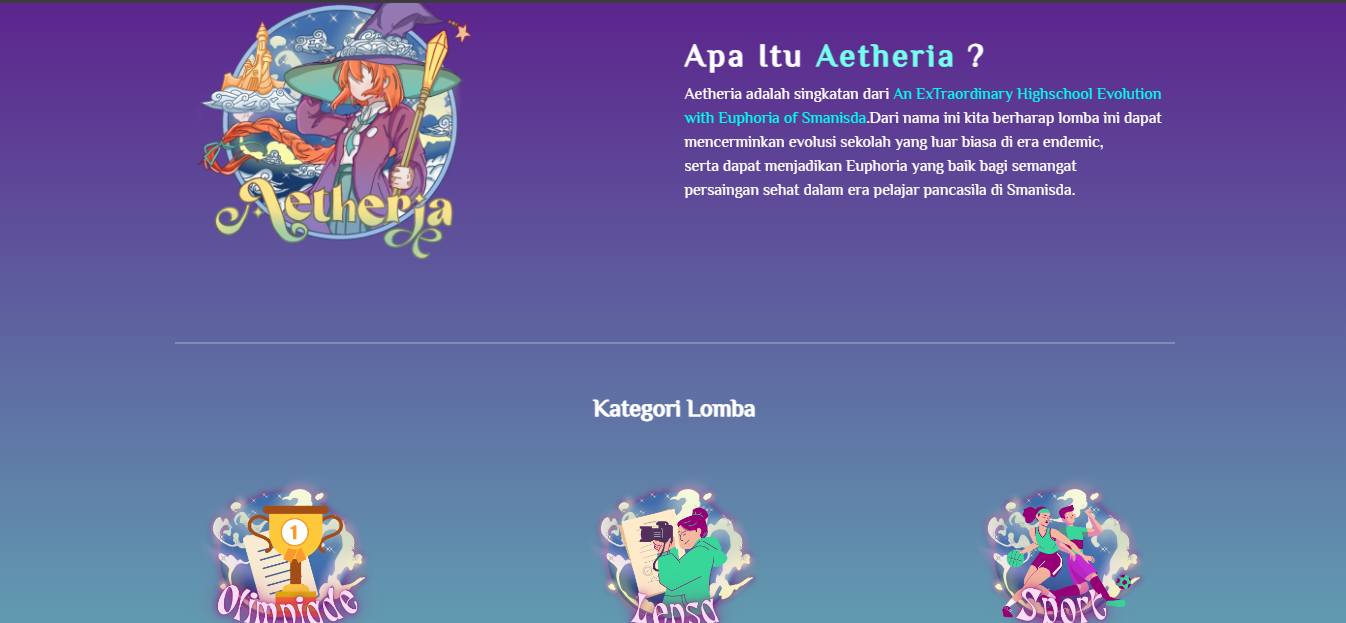 Aetheria
Apa Itu Aetheria ?
Aetheria adalah singkatan dari An ExTraordinary Highschool Evolution
with Euphoria of Smanisda.Dari nama ini kita berharap lomba ini dapat
mencerminkan evolusi sekolah yang luar biasa di era endemic,
serta dapat menjadikan Euphoria yang baik bagi semangat
persaingan sehat dalam era pelajar pancasila di Smanisda.
Kategori Lomba
1
Olimpiade
Lensa
Sport